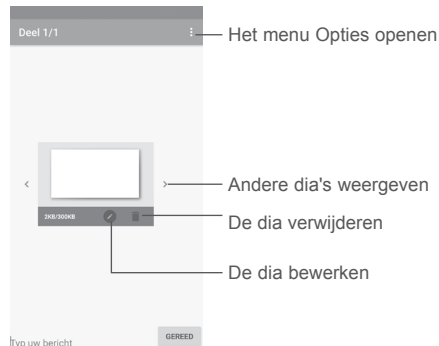 Deel 1/1
Het menu Opties openen
Andere dia's weergeven
2KB/300KB
De dia verwijderen
De dia bewerken
GEREED
Typ uw bericht